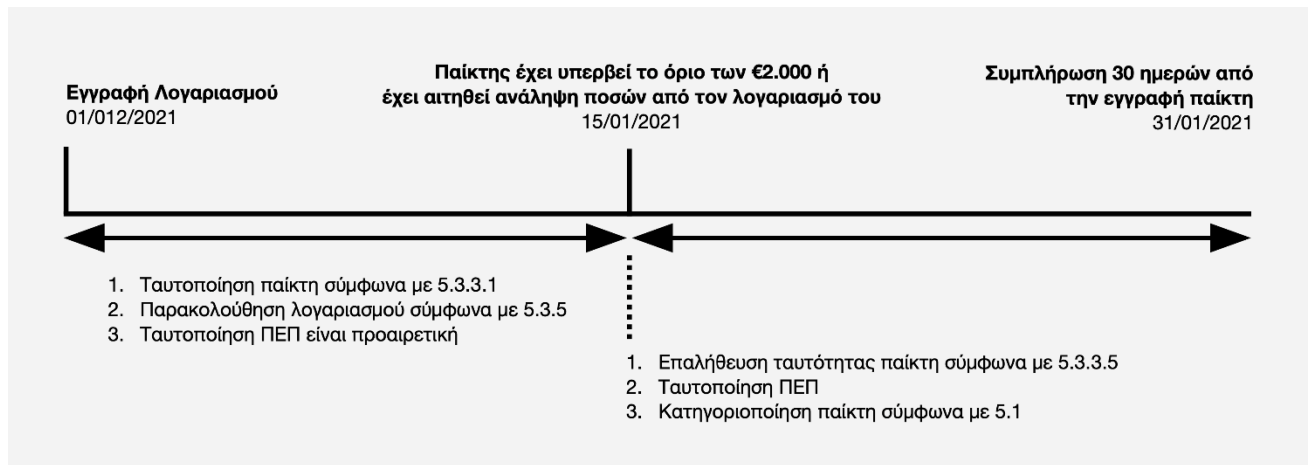 Εγγραφή Λογαριασμού
01/012/2021
Παίκτης έχει υπερβεί το όριο των €2.000 ή
έχει αιτηθεί ανάληψη ποσών από τον λογαριασμό του
15/01/2021
Συμπλήρωση 30 ημερών από
την εγγραφή παίκτη
31/01/2021
1. Ταυτοποίηση παίκτη σύμφωνα με 5.3.3.1
2. Παρακολούθηση λογαριασμού σύμφωνα με 5.3.5
3. Ταυτοποίηση ΠΕΠ είναι προαιρετική
1. Επαλήθευση ταυτότητας παίκτη σύμφωνα με 5.3.3.5
2. Ταυτοποίηση ΠΕΠ
3. Κατηγοριοποίηση παίκτη σύμφωνα με 5.1